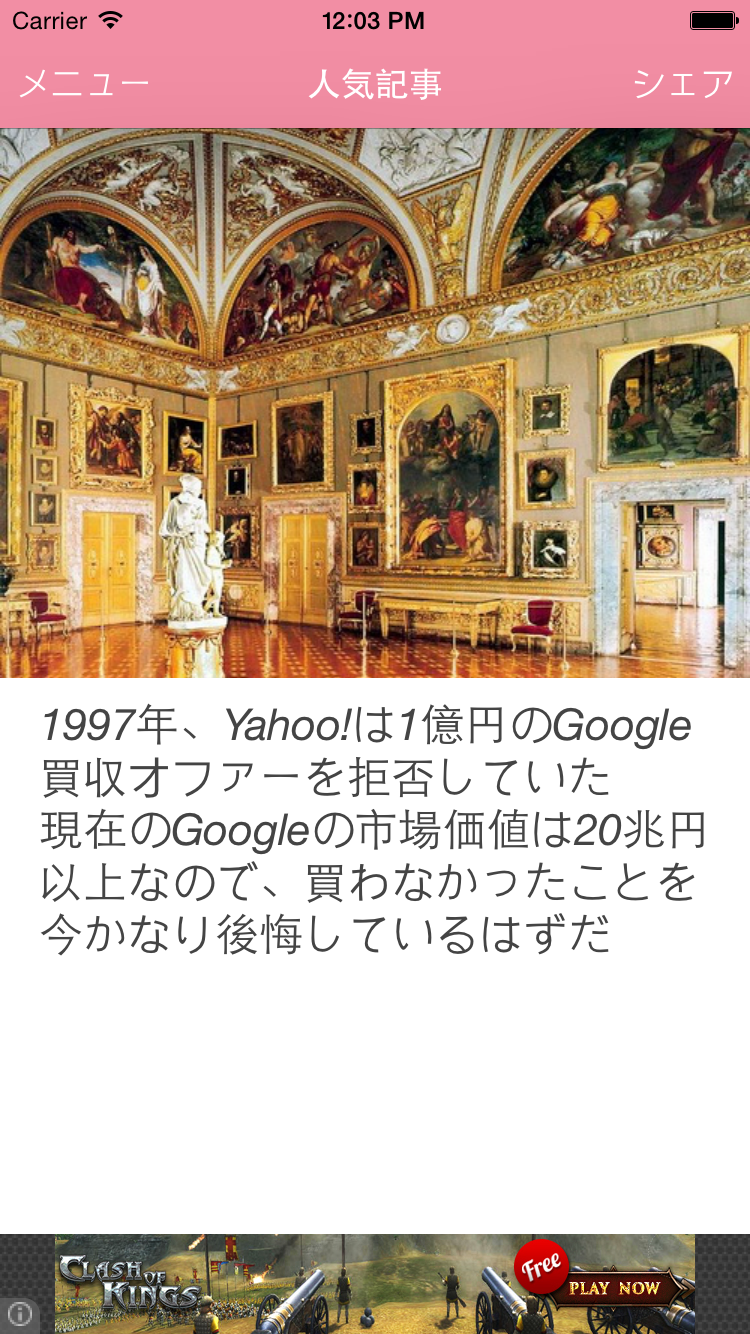 Carrier 12:03 PM
メニュー 人気記事 シェア
1997年、Yahoo!は1億円のGoogle
買収オファーを拒否していた
現在のGoogleの市場価値は20兆円
以上なので、買わなかったことを
今かなり後悔しているはずだ
CLASH OF KINGS Free PLAY NOW